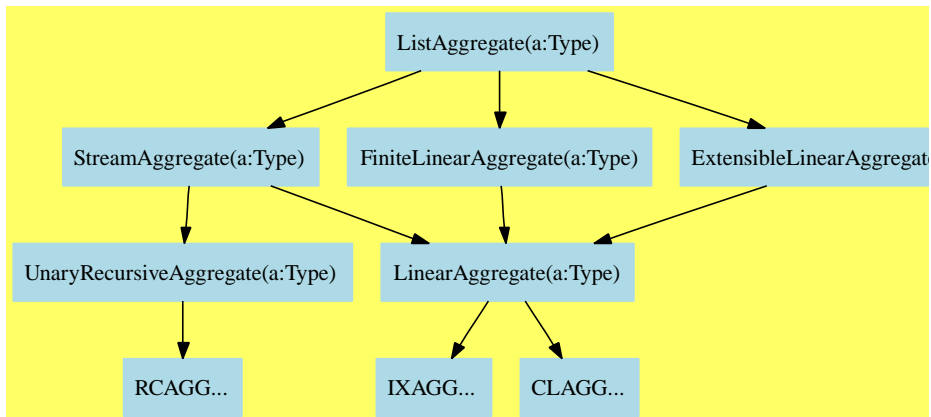 ListAggregate(a:Type)
StreamAggregate(a:Type)
FiniteLinearAggregate(a:Type)
ExtensibleLinearAggregate
UnaryRecursiveAggregate(a:Type)
LinearAggregate(a:Type)
RCAGG...
IXAGG...
CLAGG...